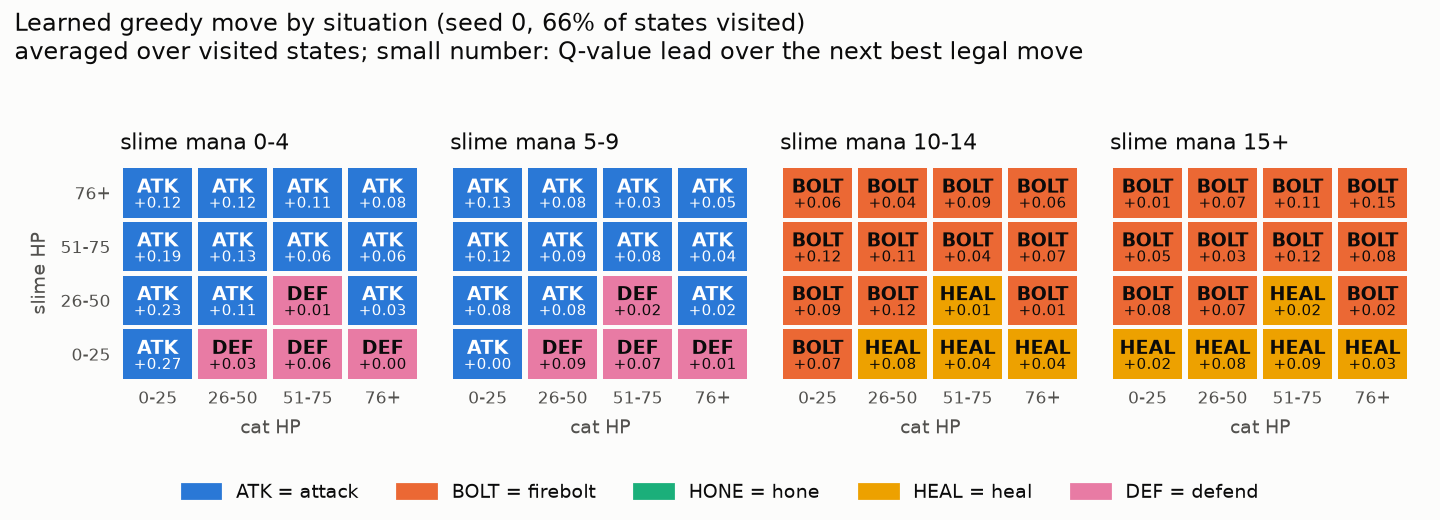 Learned greedy move by situation (seed 0, 66% of states visited)
averaged over visited states; small number: Q-value lead over the next best legal move
slime mana 0-4 slime mana 5-9 slime mana 10-14 slime mana 15+
76+ ATK ATK ATK ATK ATK ATK ATK ATK BOLT BOLT BOLT BOLT BOLT BOLT BOLT BOLT
+0.12 +0.12 +0.11 +0.08 +0.13 +0.08 +0.03 +0.05 +0.06 +0.04 +0.09 +0.06 +0.01 +0.07 +0.11 +0.15
51-75 ATK ATK ATK ATK ATK ATK ATK ATK BOLT BOLT BOLT BOLT BOLT BOLT BOLT BOLT
+0.19 +0.13 +0.06 +0.06 +0.12 +0.09 +0.08 +0.04 +0.12 +0.11 +0.04 +0.07 +0.05 +0.03 +0.12 +0.08
slime HP
26-50 ATK ATK DEF ATK ATK ATK DEF ATK BOLT BOLT HEAL BOLT BOLT BOLT HEAL BOLT
+0.23 +0.11 +0.01 +0.03 +0.08 +0.08 +0.02 +0.02 +0.09 +0.12 +0.01 +0.01 +0.08 +0.07 +0.02 +0.02
0-25 ATK DEF DEF DEF ATK DEF DEF DEF BOLT HEAL HEAL HEAL HEAL HEAL HEAL HEAL
+0.27 +0.03 +0.06 +0.00 +0.00 +0.09 +0.07 +0.01 +0.07 +0.08 +0.04 +0.04 +0.02 +0.08 +0.09 +0.03
0-25 26-50 51-75 76+ 0-25 26-50 51-75 76+ 0-25 26-50 51-75 76+ 0-25 26-50 51-75 76+
cat HP cat HP cat HP cat HP
ATK = attack BOLT = firebolt HONE = hone HEAL = heal DEF = defend